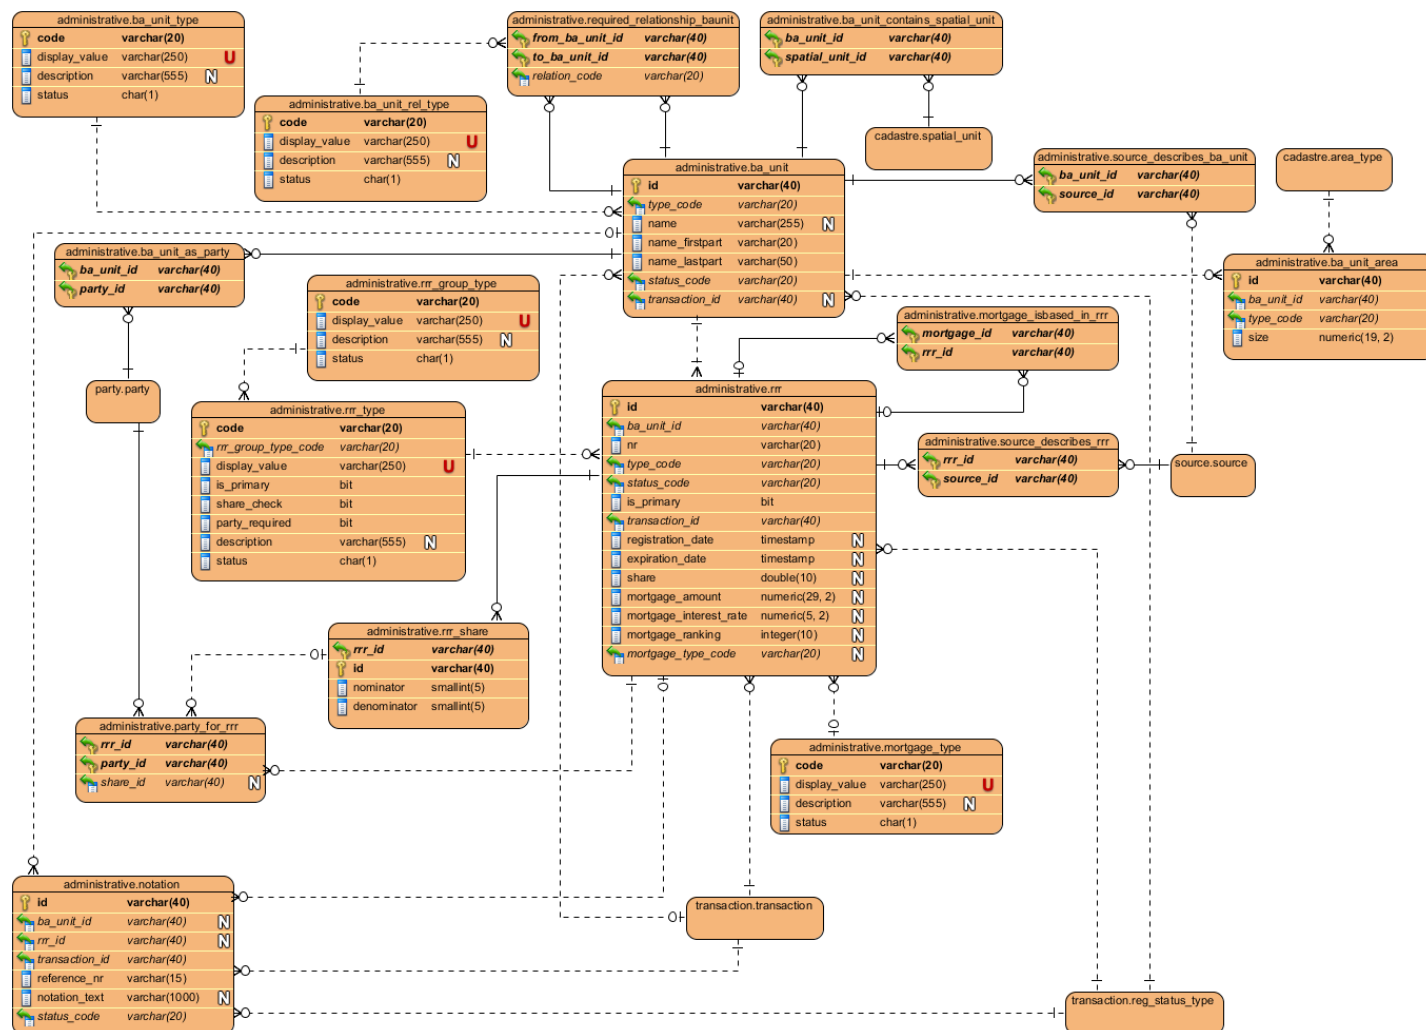 administrative.ba_unit_type
code varchar(20)
display_value varchar(250) U
description varchar(555) N
status char(1)
administrative.required_relationship_baunit
from_ba_unit_id varchar(40)
to_ba_unit_id varchar(40)
relation_code varchar(20)
administrative.ba_unit_contains_spatial_unit
ba_unit_id varchar(40)
spatial_unit_id varchar(40)
administrative.ba_unit_rel_type
code varchar(20)
display_value varchar(250) U
description varchar(555) N
status char(1)
cadastre.spatial_unit
administrative.ba_unit
id varchar(40)
type_code varchar(20)
name varchar(255) N
name_firstpart varchar(20)
name_lastpart varchar(50)
status_code varchar(20)
transaction_id varchar(40) N
administrative.source_describes_ba_unit
ba_unit_id varchar(40)
source_id varchar(40)
cadastre.area_type
administrative.ba_unit_as_party
ba_unit_id varchar(40)
party_id varchar(40)
administrative.ba_unit_area
id varchar(40)
ba_unit_id varchar(40)
type_code varchar(20)
size numeric(19, 2)
administrative.rrr_group_type
code varchar(20)
display_value varchar(250) U
description varchar(555) N
status char(1)
administrative.mortgage_isbased_in_rrr
mortgage_id varchar(40)
rrr_id varchar(40)
party.party
administrative.rrr_type
code varchar(20)
rrr_group_type_code varchar(20)
display_value varchar(250) U
is_primary bit
share_check bit
party_required bit
description varchar(555) N
status char(1)
administrative.rrr
id varchar(40)
ba_unit_id varchar(40)
nr varchar(20)
type_code varchar(20)
status_code varchar(20)
is_primary bit
transaction_id varchar(40)
registration_date timestamp N
expiration_date timestamp N
share double(10) N
mortgage_amount numeric(29, 2) N
mortgage_interest_rate numeric(5, 2) N
mortgage_ranking integer(10) N
mortgage_type_code varchar(20) N
administrative.source_describes_rrr
rrr_id varchar(40)
source_id varchar(40)
source.source
administrative.rrr_share
rrr_id varchar(40)
id varchar(40)
nominator smallint(5)
denominator smallint(5)
administrative.party_for_rrr
rrr_id varchar(40)
party_id varchar(40)
share_id varchar(40) N
administrative.mortgage_type
code varchar(20)
display_value varchar(250) U
description varchar(555) N
status char(1)
administrative.notation
id varchar(40)
ba_unit_id varchar(40) N
rrr_id varchar(40) N
transaction_id varchar(40)
reference_nr varchar(15)
notation_text varchar(1000) N
status_code varchar(20)
transaction.transaction
transaction.reg_status_type